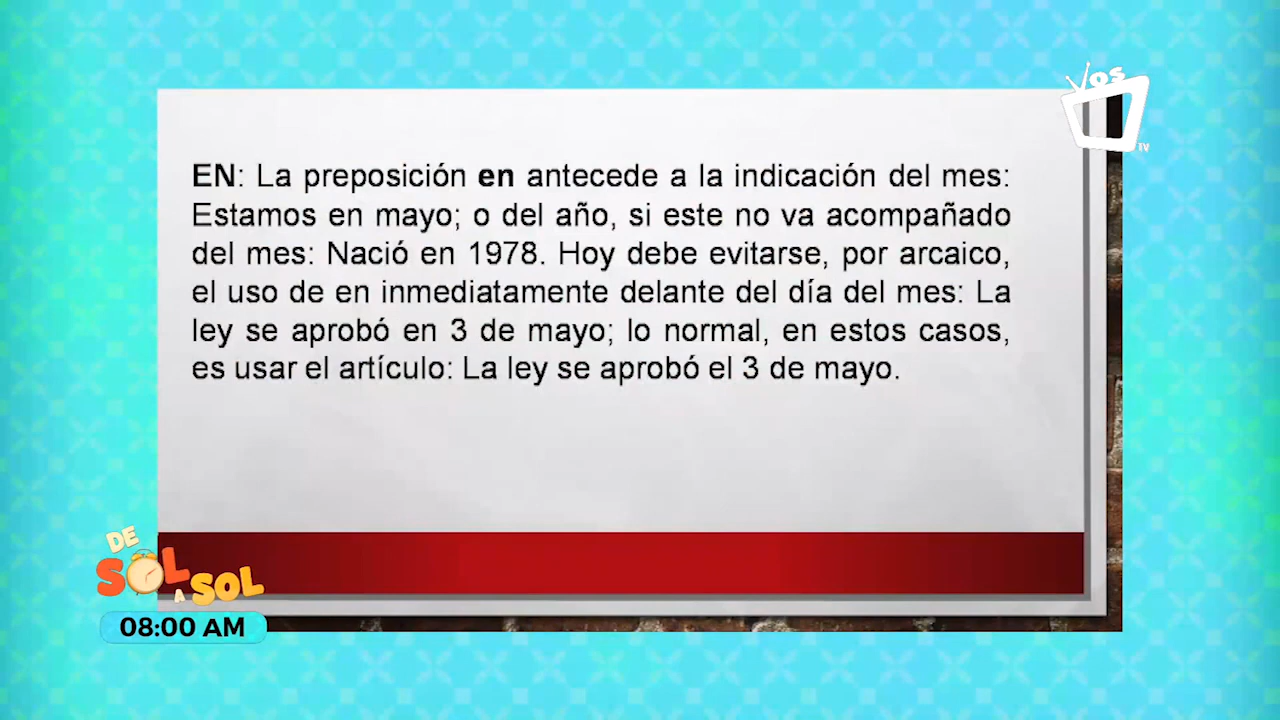 VOS
TV
EN: La preposición en antecede a la indicación del mes:
Estamos en mayo; o del año, si este no va acompañado
del mes: Nació en 1978. Hoy debe evitarse, por arcaico,
el uso de en inmediatamente delante del día del mes: La
ley se aprobó en 3 de mayo; lo normal, en estos casos,
es usar el artículo: La ley se aprobó el 3 de mayo.
DE
SOL
A SOL
08:00 AM